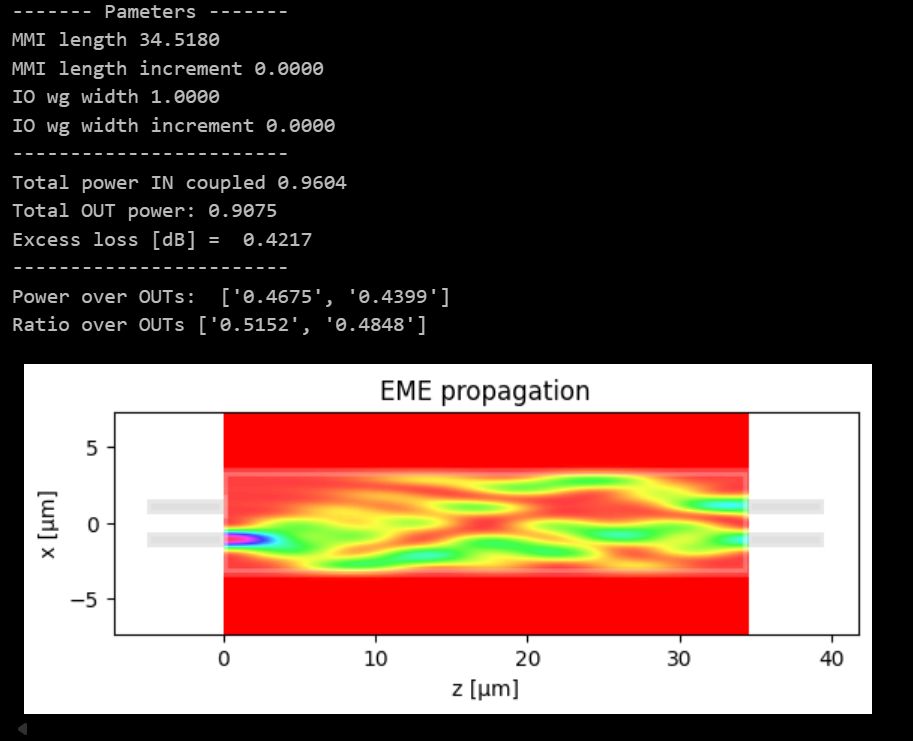 ------- Pameters -------
MMI length 34.5180
MMI length increment 0.0000
IO wg width 1.0000
IO wg width increment 0.0000
------------------------
Total power IN coupled 0.9604
Total OUT power: 0.9075
Excess loss [dB] =  0.4217
------------------------
Power over OUTs:  ['0.4675', '0.4399']
Ratio over OUTs ['0.5152', '0.4848']
EME propagation
x [µm]
5
0
−5
0 10 20 30 40
z [µm]